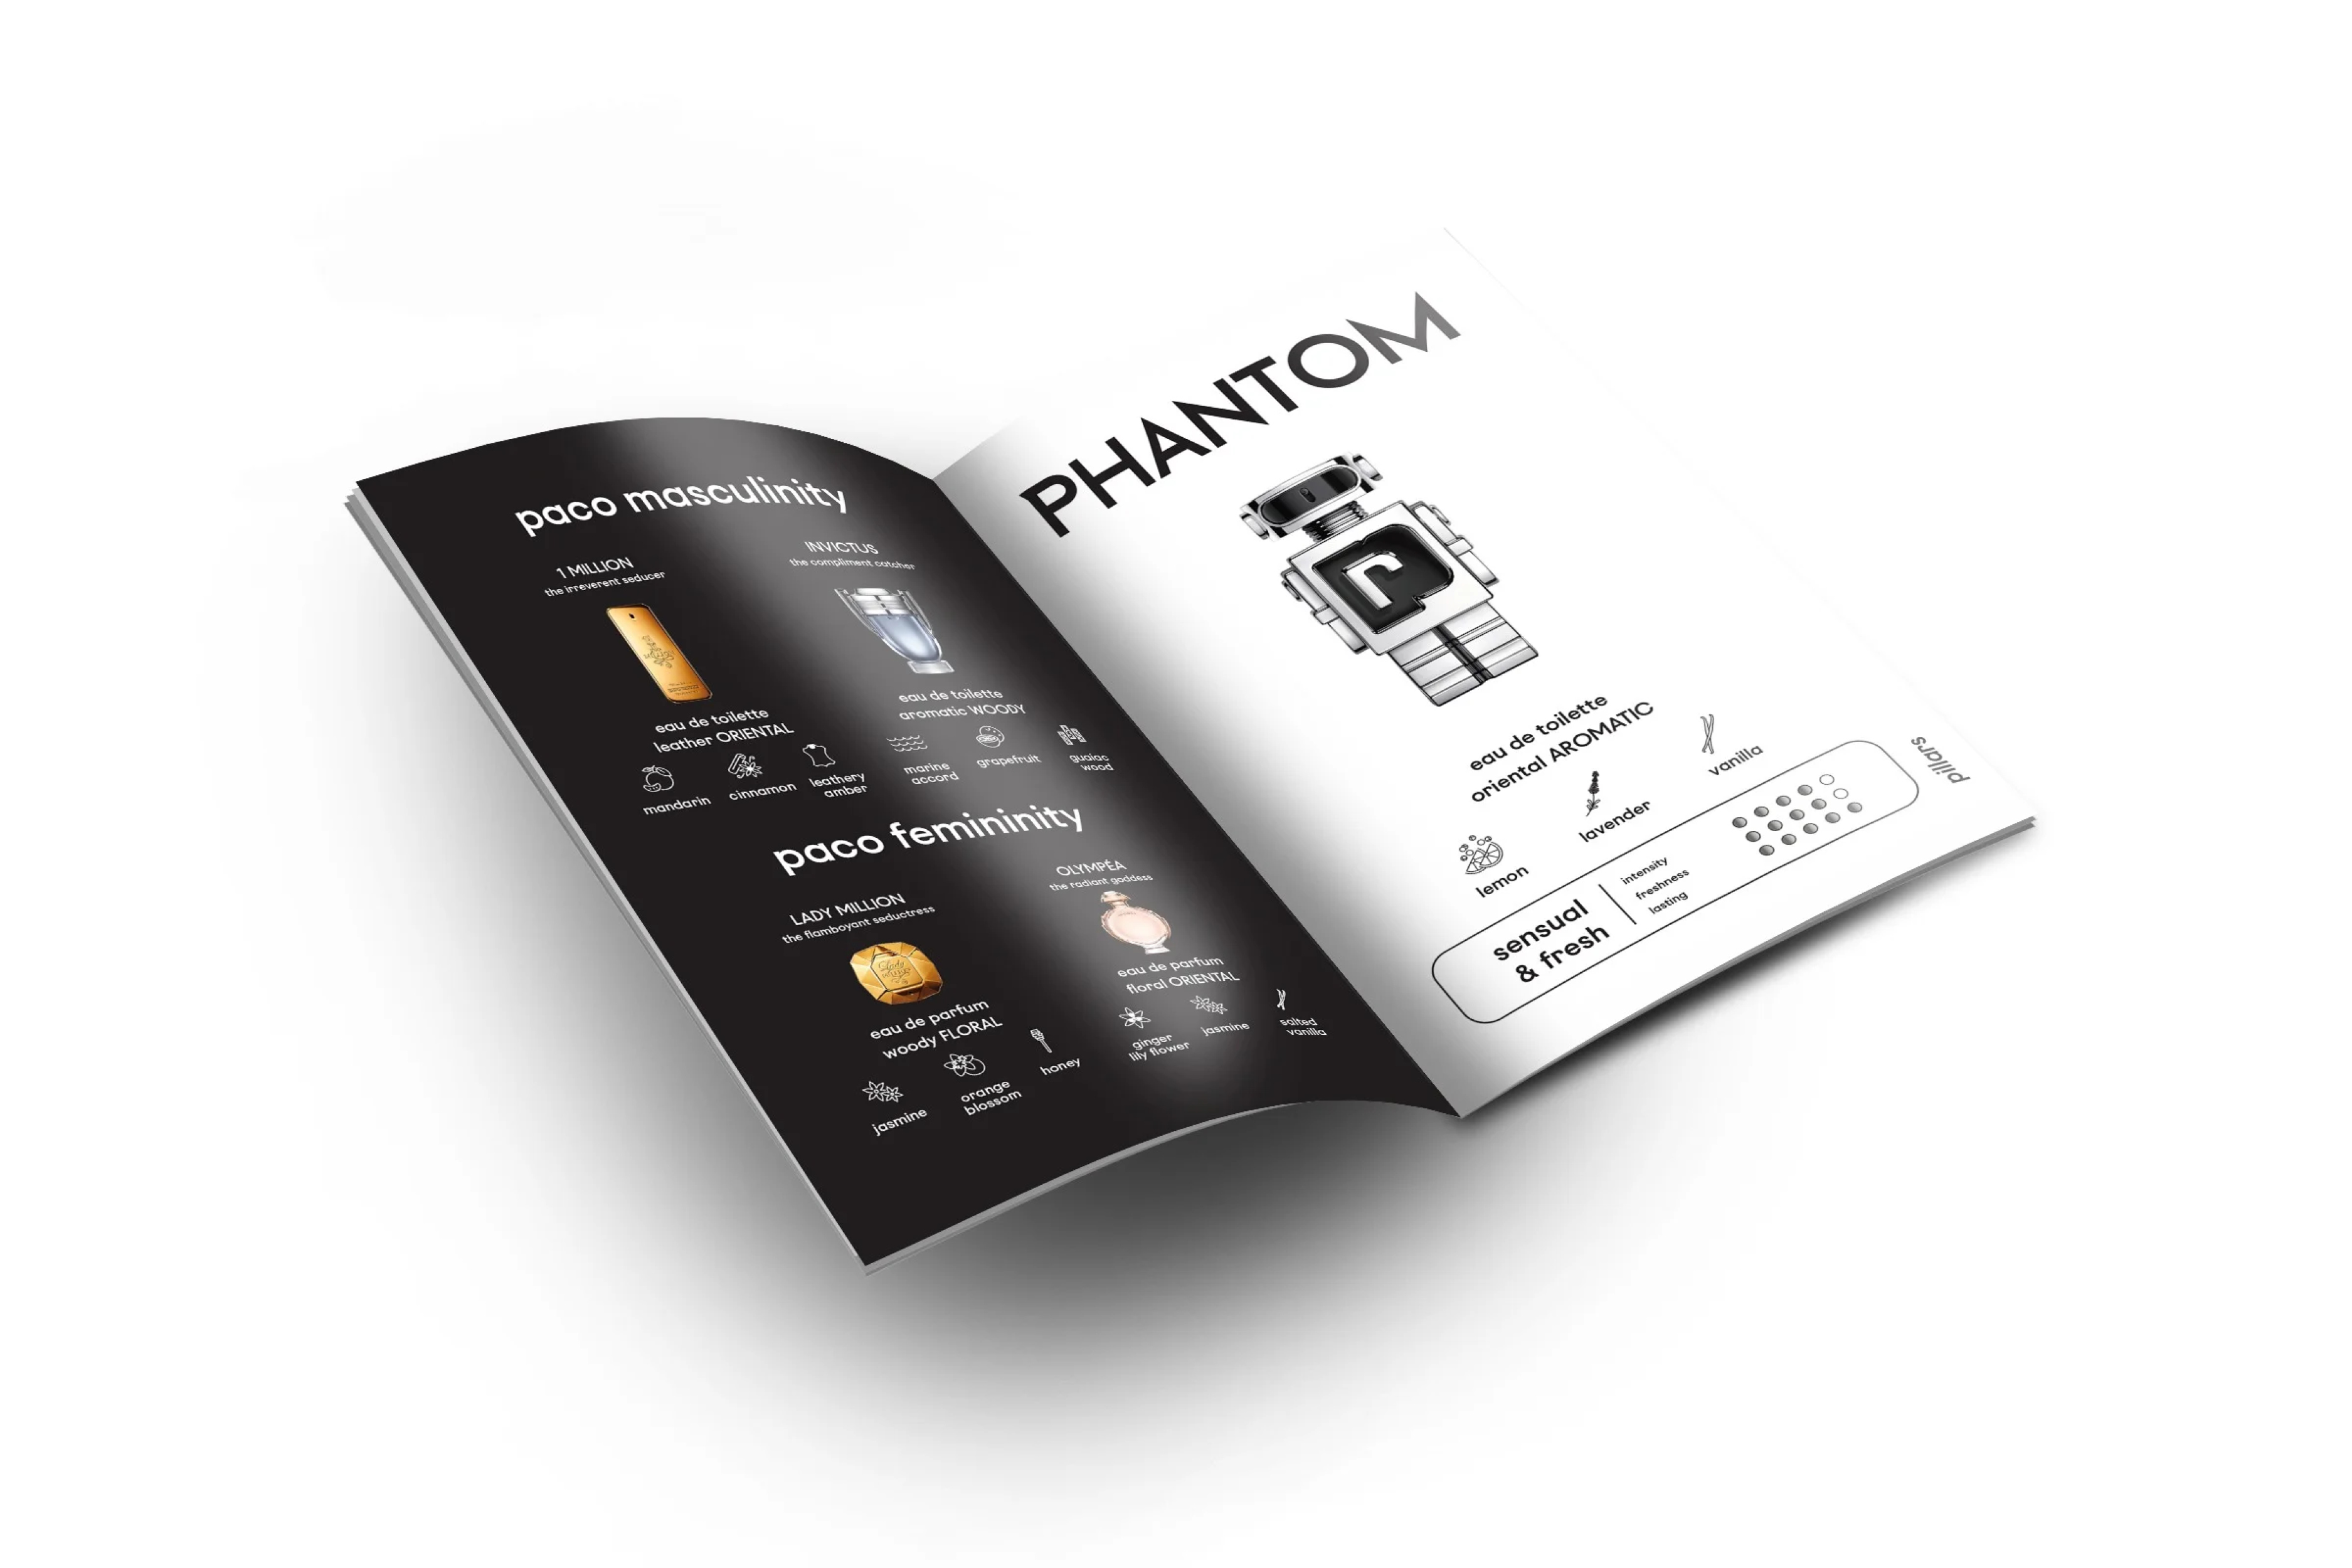 paco masculinity
1 MILLION
the irreverent seducer
eau de toilette
leather ORIENTAL
mandarin
cinnamon
leathery
amber
INVICTUS
the compliment catcher
eau de toilette
aromatic WOODY
marine
accord
grapefruit
guaiac
wood
paco femininity
LADY MILLION
the flamboyant seductress
eau de parfum
woody FLORAL
jasmine
orange
blossom
honey
OLYMPÉA
the radiant goddess
eau de parfum
floral ORIENTAL
ginger
lily flower
jasmine
salted
vanilla
PHANTOM
eau de toilette
oriental AROMATIC
lemon
lavender
vanilla
sensual
& fresh
intensity
freshness
lasting
pillars